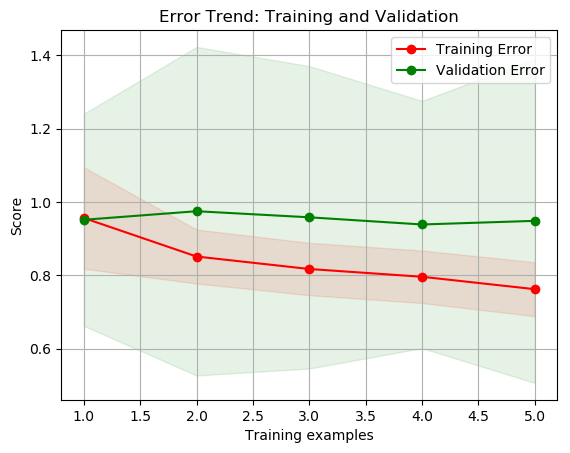 Error Trend: Training and Validation
Training Error
Validation Error
Score
1.4
1.2
1.0
0.8
0.6
1.0 1.5 2.0 2.5 3.0 3.5 4.0 4.5 5.0
Training examples